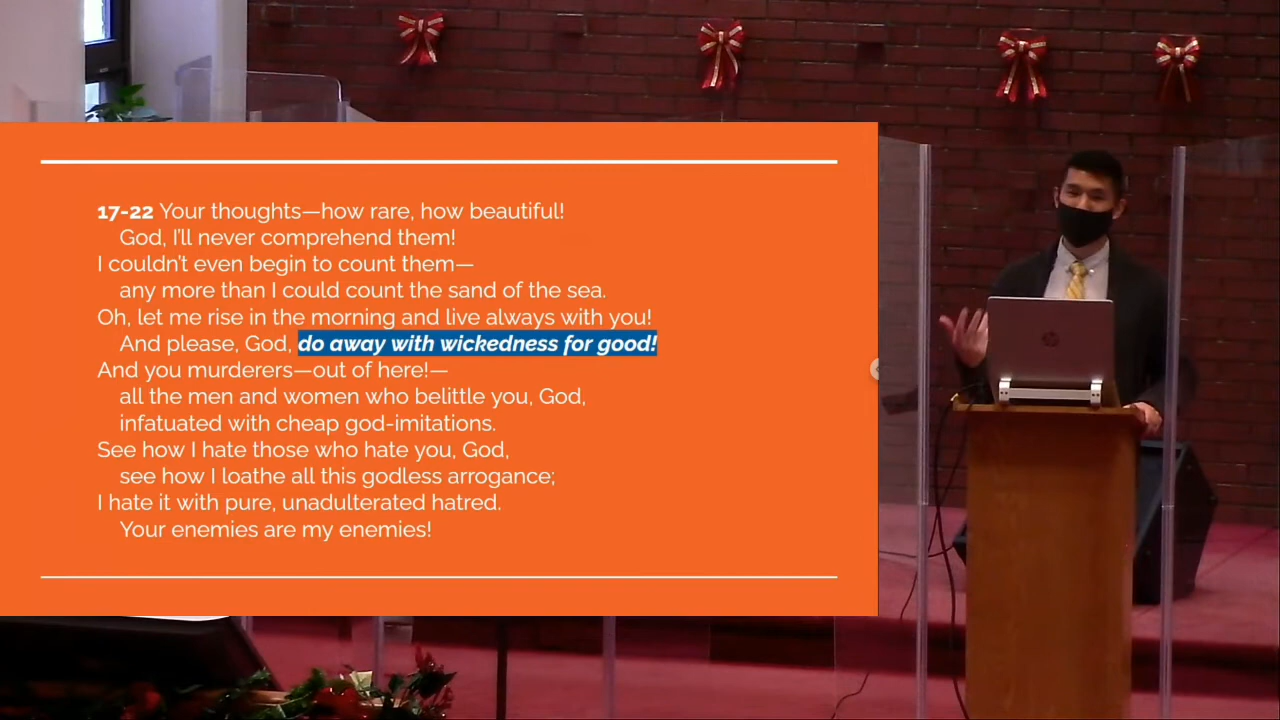 17-22 Your thoughts—how rare, how beautiful!
God, I'll never comprehend them!
I couldn't even begin to count them—
any more than I could count the sand of the sea.
Oh, let me rise in the morning and live always with you!
And please, God, do away with wickedness for good!
And you murderers—out of here!—
all the men and women who belittle you, God,
infatuated with cheap god-imitations.
See how I hate those who hate you, God,
see how I loathe all this godless arrogance;
I hate it with pure, unadulterated hatred.
Your enemies are my enemies!
hp